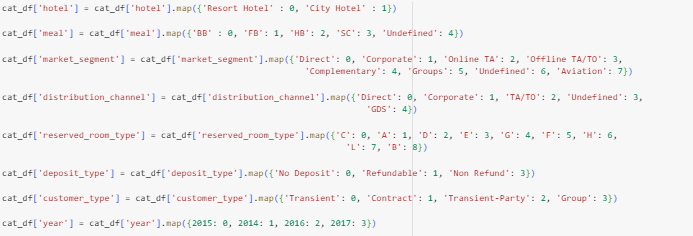 cat_df['hotel'] = cat_df['hotel'].map({'Resort Hotel' : 0, 'City Hotel' : 1})
cat_df['meal'] = cat_df['meal'].map({'BB' : 0, 'FB': 1, 'HB': 2, 'SC': 3, 'Undefined': 4})
cat_df['market_segment'] = cat_df['market_segment'].map({'Direct': 0, 'Corporate': 1, 'Online TA': 2, 'Offline TA/TO': 3,
'Complementary': 4, 'Groups': 5, 'Undefined': 6, 'Aviation': 7})
cat_df['distribution_channel'] = cat_df['distribution_channel'].map({'Direct': 0, 'Corporate': 1, 'TA/TO': 2, 'Undefined': 3,
'GDS': 4})
cat_df['reserved_room_type'] = cat_df['reserved_room_type'].map({'C': 0, 'A': 1, 'D': 2, 'E': 3, 'G': 4, 'F': 5, 'H': 6,
'L': 7, 'B': 8})
cat_df['deposit_type'] = cat_df['deposit_type'].map({'No Deposit': 0, 'Refundable': 1, 'Non Refund': 3})
cat_df['customer_type'] = cat_df['customer_type'].map({'Transient': 0, 'Contract': 1, 'Transient-Party': 2, 'Group': 3})
cat_df['year'] = cat_df['year'].map({2015: 0, 2014: 1, 2016: 2, 2017: 3})